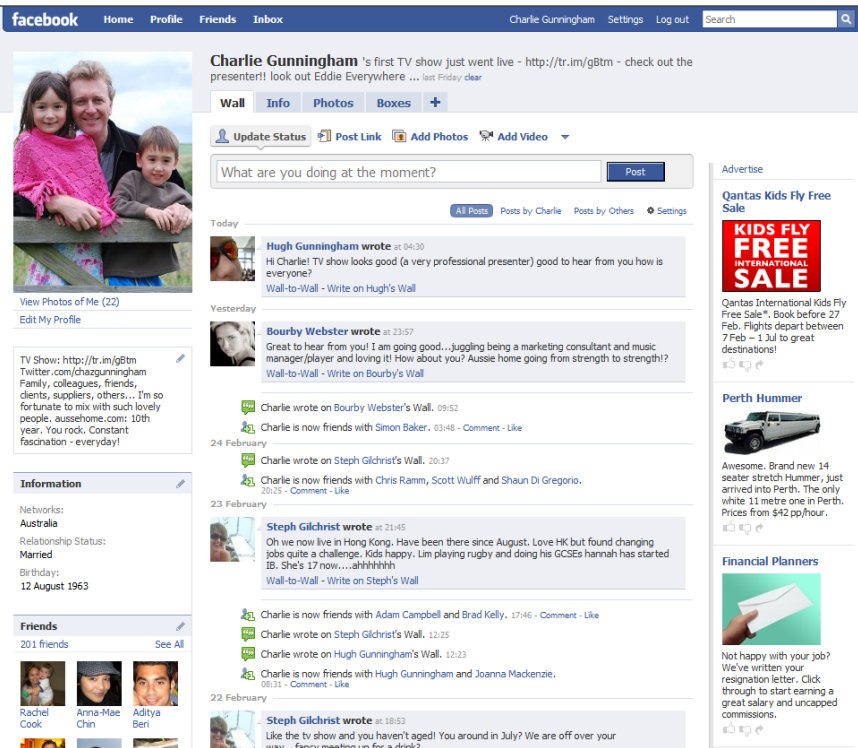 facebook Home Profile Friends Inbox Charlie Gunningham Settings Log out Search
Charlie Gunningham 's first TV show just went live - http://tr.im/gBtm - check out the
presenter!! look out Eddie Everywhere ... last Friday clear
Wall Info Photos Boxes +
Update Status Post Link Add Photos Add Video
What are you doing at the moment? Post
All Posts Posts by Charlie Posts by Others Settings
Today
Hugh Gunningham wrote at 04:30
Hi Charlie! TV show looks good (a very professional presenter) good to hear from you how is
everyone?
Wall-to-Wall - Write on Hugh's Wall
Yesterday
Bourby Webster wrote at 23:57
Great to hear from you! I am going good...juggling being a marketing consultant and music
manager/player and loving it! How about you? Aussie home going from strength to strength!?
Wall-to-Wall - Write on Bourby's Wall
Charlie wrote on Bourby Webster's Wall. 09:52
Charlie is now friends with Simon Baker. 03:48 - Comment - Like
24 February
Charlie wrote on Steph Gilchrist's Wall. 20:37
Charlie is now friends with Chris Ramm, Scott Wulff and Shaun Di Gregorio.
20:25 - Comment - Like
23 February
Steph Gilchrist wrote at 21:45
Oh we now live in Hong Kong. Have been there since August. Love HK but found changing
jobs quite a challenge. Kids happy. Lim playing rugby and doing his GCSEs hannah has started
IB. She's 17 now....ahhhhhhh
Wall-to-Wall - Write on Steph's Wall
Charlie is now friends with Adam Campbell and Brad Kelly. 17:46 - Comment - Like
Charlie wrote on Steph Gilchrist's Wall. 12:25
Charlie wrote on Hugh Gunningham's Wall. 12:23
Charlie is now friends with Hugh Gunningham and Joanna Mackenzie.
08:31 - Comment - Like
22 February
Steph Gilchrist wrote at 18:53
Like the tv show and you haven't aged! You around in July? We are off over your
way... fancy meeting up for a drink?
View Photos of Me (22)
Edit My Profile
TV Show: http://tr.im/gBtm
Twitter.com/chazgunningham
Family, colleagues, friends,
clients, suppliers, others... I'm so
fortunate to mix with such lovely
people. aussehome.com: 10th
year. You rock. Constant
fascination - everyday!
Information
Networks:
Australia
Relationship Status:
Married
Birthday:
12 August 1963
Friends
201 friends See All
Rachel Cook
Anna-Mae Chin
Aditya Beri
Advertise
Qantas Kids Fly Free
Sale
KIDS FLY
FREE
INTERNATIONAL
SALE
Qantas International Kids Fly
Free Sale*. Book before 27
Feb. Flights depart between
7 Feb – 1 Jul to great
destinations!
Perth Hummer
Awesome. Brand new 14
seater stretch Hummer, just
arrived into Perth. The only
white 11 metre one in Perth.
Prices from $42 pp/hour.
Financial Planners
Not happy with your job?
We've written your
resignation letter. Click
through to start earning a
great salary and uncapped
commissions.